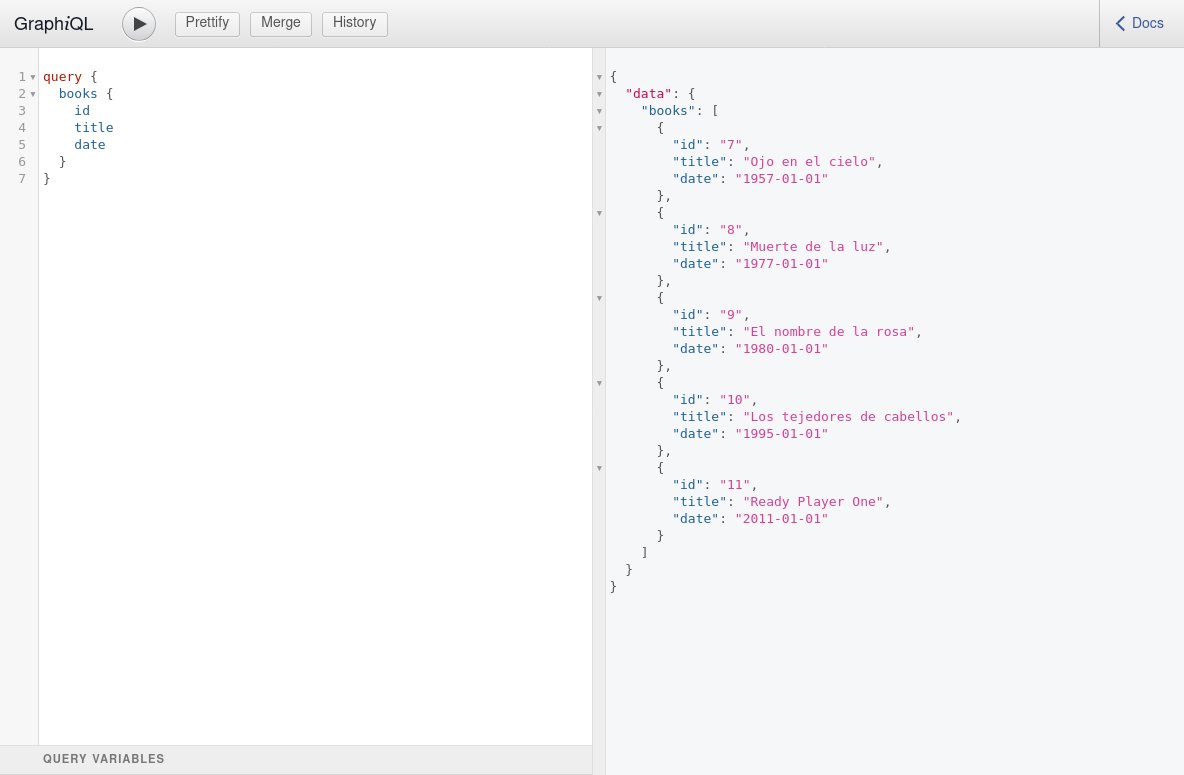 GraphiQL Prettify Merge History Docs
1 query {
2   books {
3     id
4     title
5     date
6   }
7 }
QUERY VARIABLES
{
  "data": {
    "books": [
      {
        "id": "7",
        "title": "Ojo en el cielo",
        "date": "1957-01-01"
      },
      {
        "id": "8",
        "title": "Muerte de la luz",
        "date": "1977-01-01"
      },
      {
        "id": "9",
        "title": "El nombre de la rosa",
        "date": "1980-01-01"
      },
      {
        "id": "10",
        "title": "Los tejedores de cabellos",
        "date": "1995-01-01"
      },
      {
        "id": "11",
        "title": "Ready Player One",
        "date": "2011-01-01"
      }
    ]
  }
}